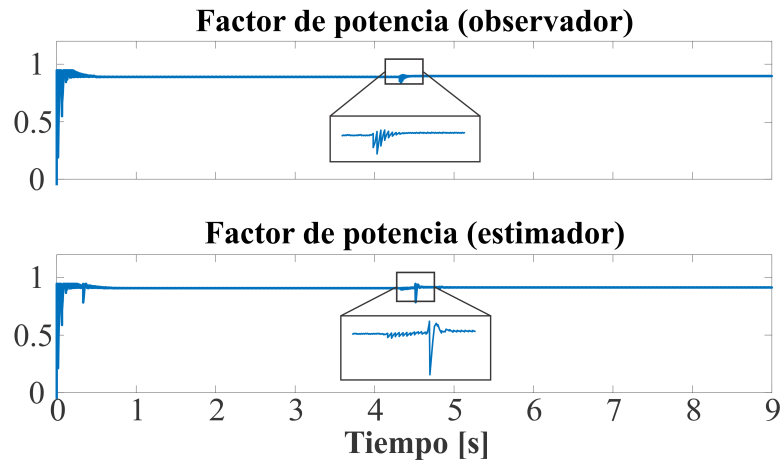 Factor de potencia (observador)
1
0.5
0
Factor de potencia (estimador)
1
0.5
0
0 1 2 3 4 5 6 7 8 9
Tiempo [s]